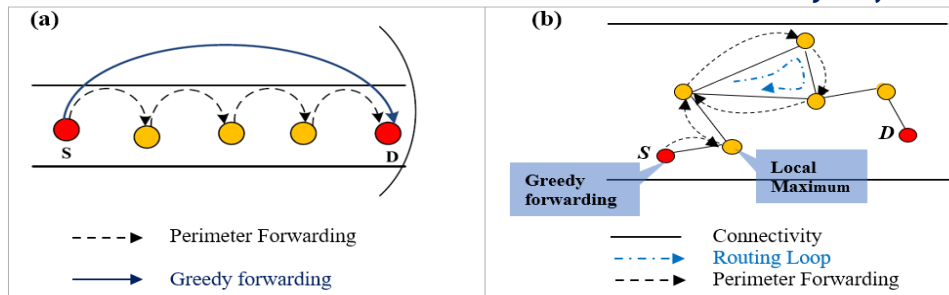 (a)
S
D
Perimeter Forwarding
Greedy forwarding
(b)
S
D
Greedy
forwarding
Local
Maximum
Connectivity
Routing Loop
Perimeter Forwarding